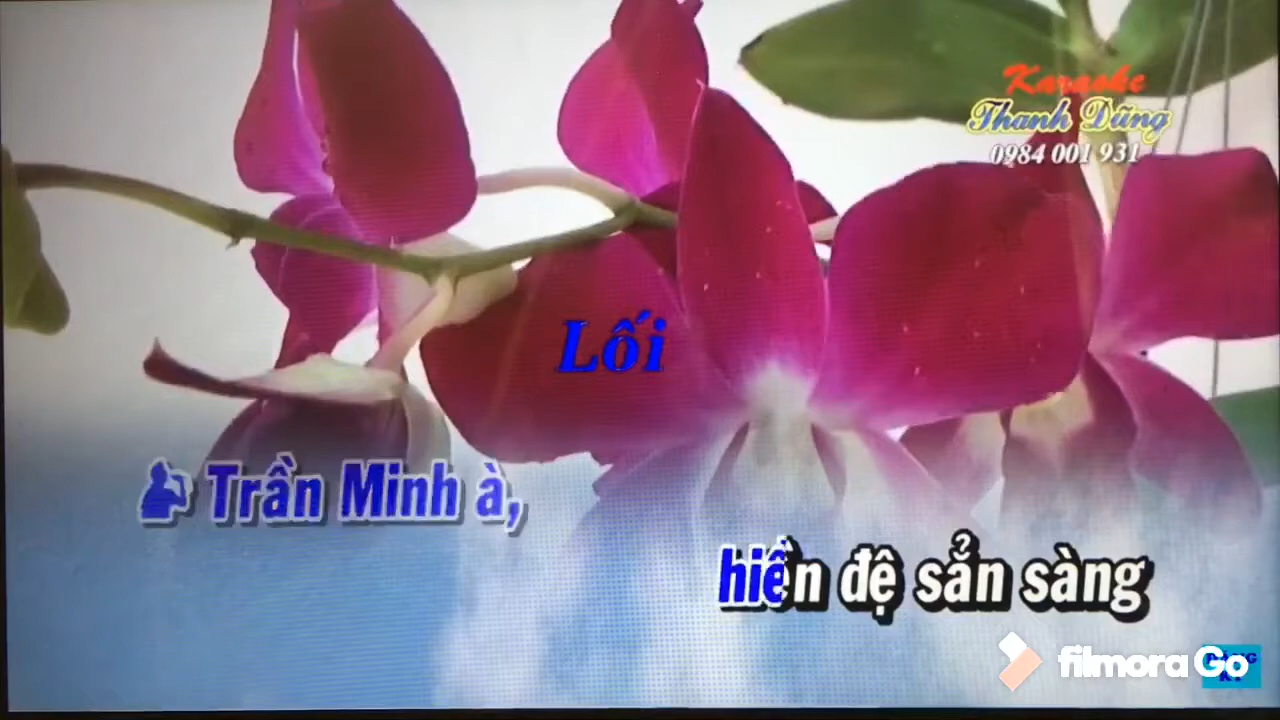 Karaoke
Thanh Dũng
0984 001 931
Lối
Trần Minh à,
hiền đệ sẳn sàng
filmora Go